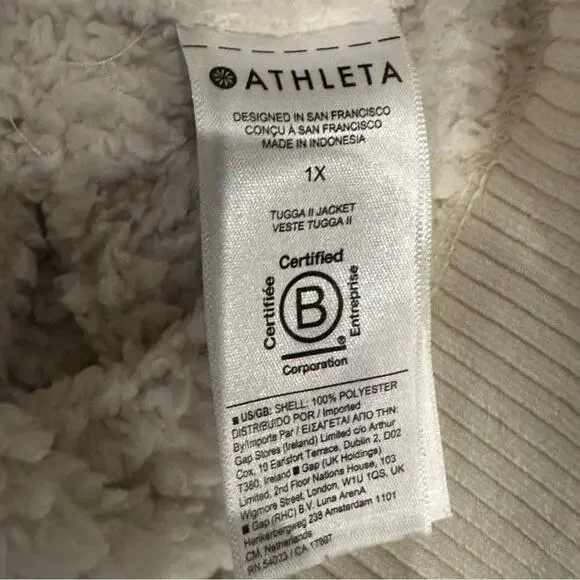 ATHLETA
DESIGNED IN SAN FRANCISCO
CONÇU À SAN FRANCISCO
MADE IN INDONESIA
1X
TUGGA II JACKET
VESTE TUGGA II
Certified
Certifiée
B
Entreprise
®
Corporation
■ US/GB: SHELL: 100% POLYESTER
DISTRIBUIDO POR / Imported
By/Importe Par / ΕΙΣΑΓΕΤΑΙ ΑΠΟ ΤΗΝ:
Gap Stores (Ireland) Limited c/o Arthur
Cox, 10 Earlsfort Terrace, Dublin 2, D02
T380, Ireland ■ Gap (UK Holdings)
Limited, 2nd Floor Nations House, 103
Wigmore Street, London, W1U 1QS, UK
■ Gap (RHC) B.V. Luna ArenA
Herikerbergweg 238 Amsterdam 1101
CM, Netherlands
RN 54023 / CA 17897